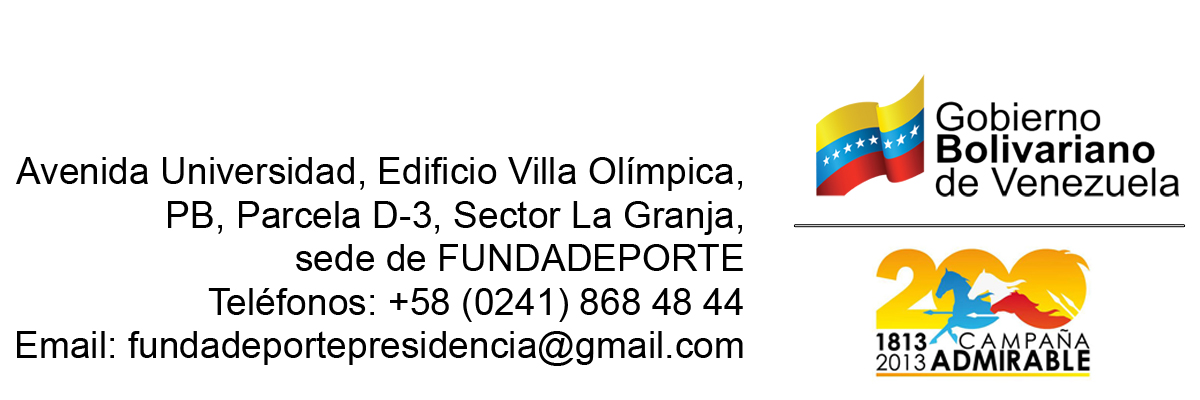 Avenida Universidad, Edificio Villa Olímpica,
PB, Parcela D-3, Sector La Granja,
sede de FUNDADEPORTE
Teléfonos: +58 (0241) 868 48 44
Email: fundadeportepresidencia@gmail.com
Gobierno
Bolivariano
de Venezuela
200
1813 CAMPAÑA
2013 ADMIRABLE